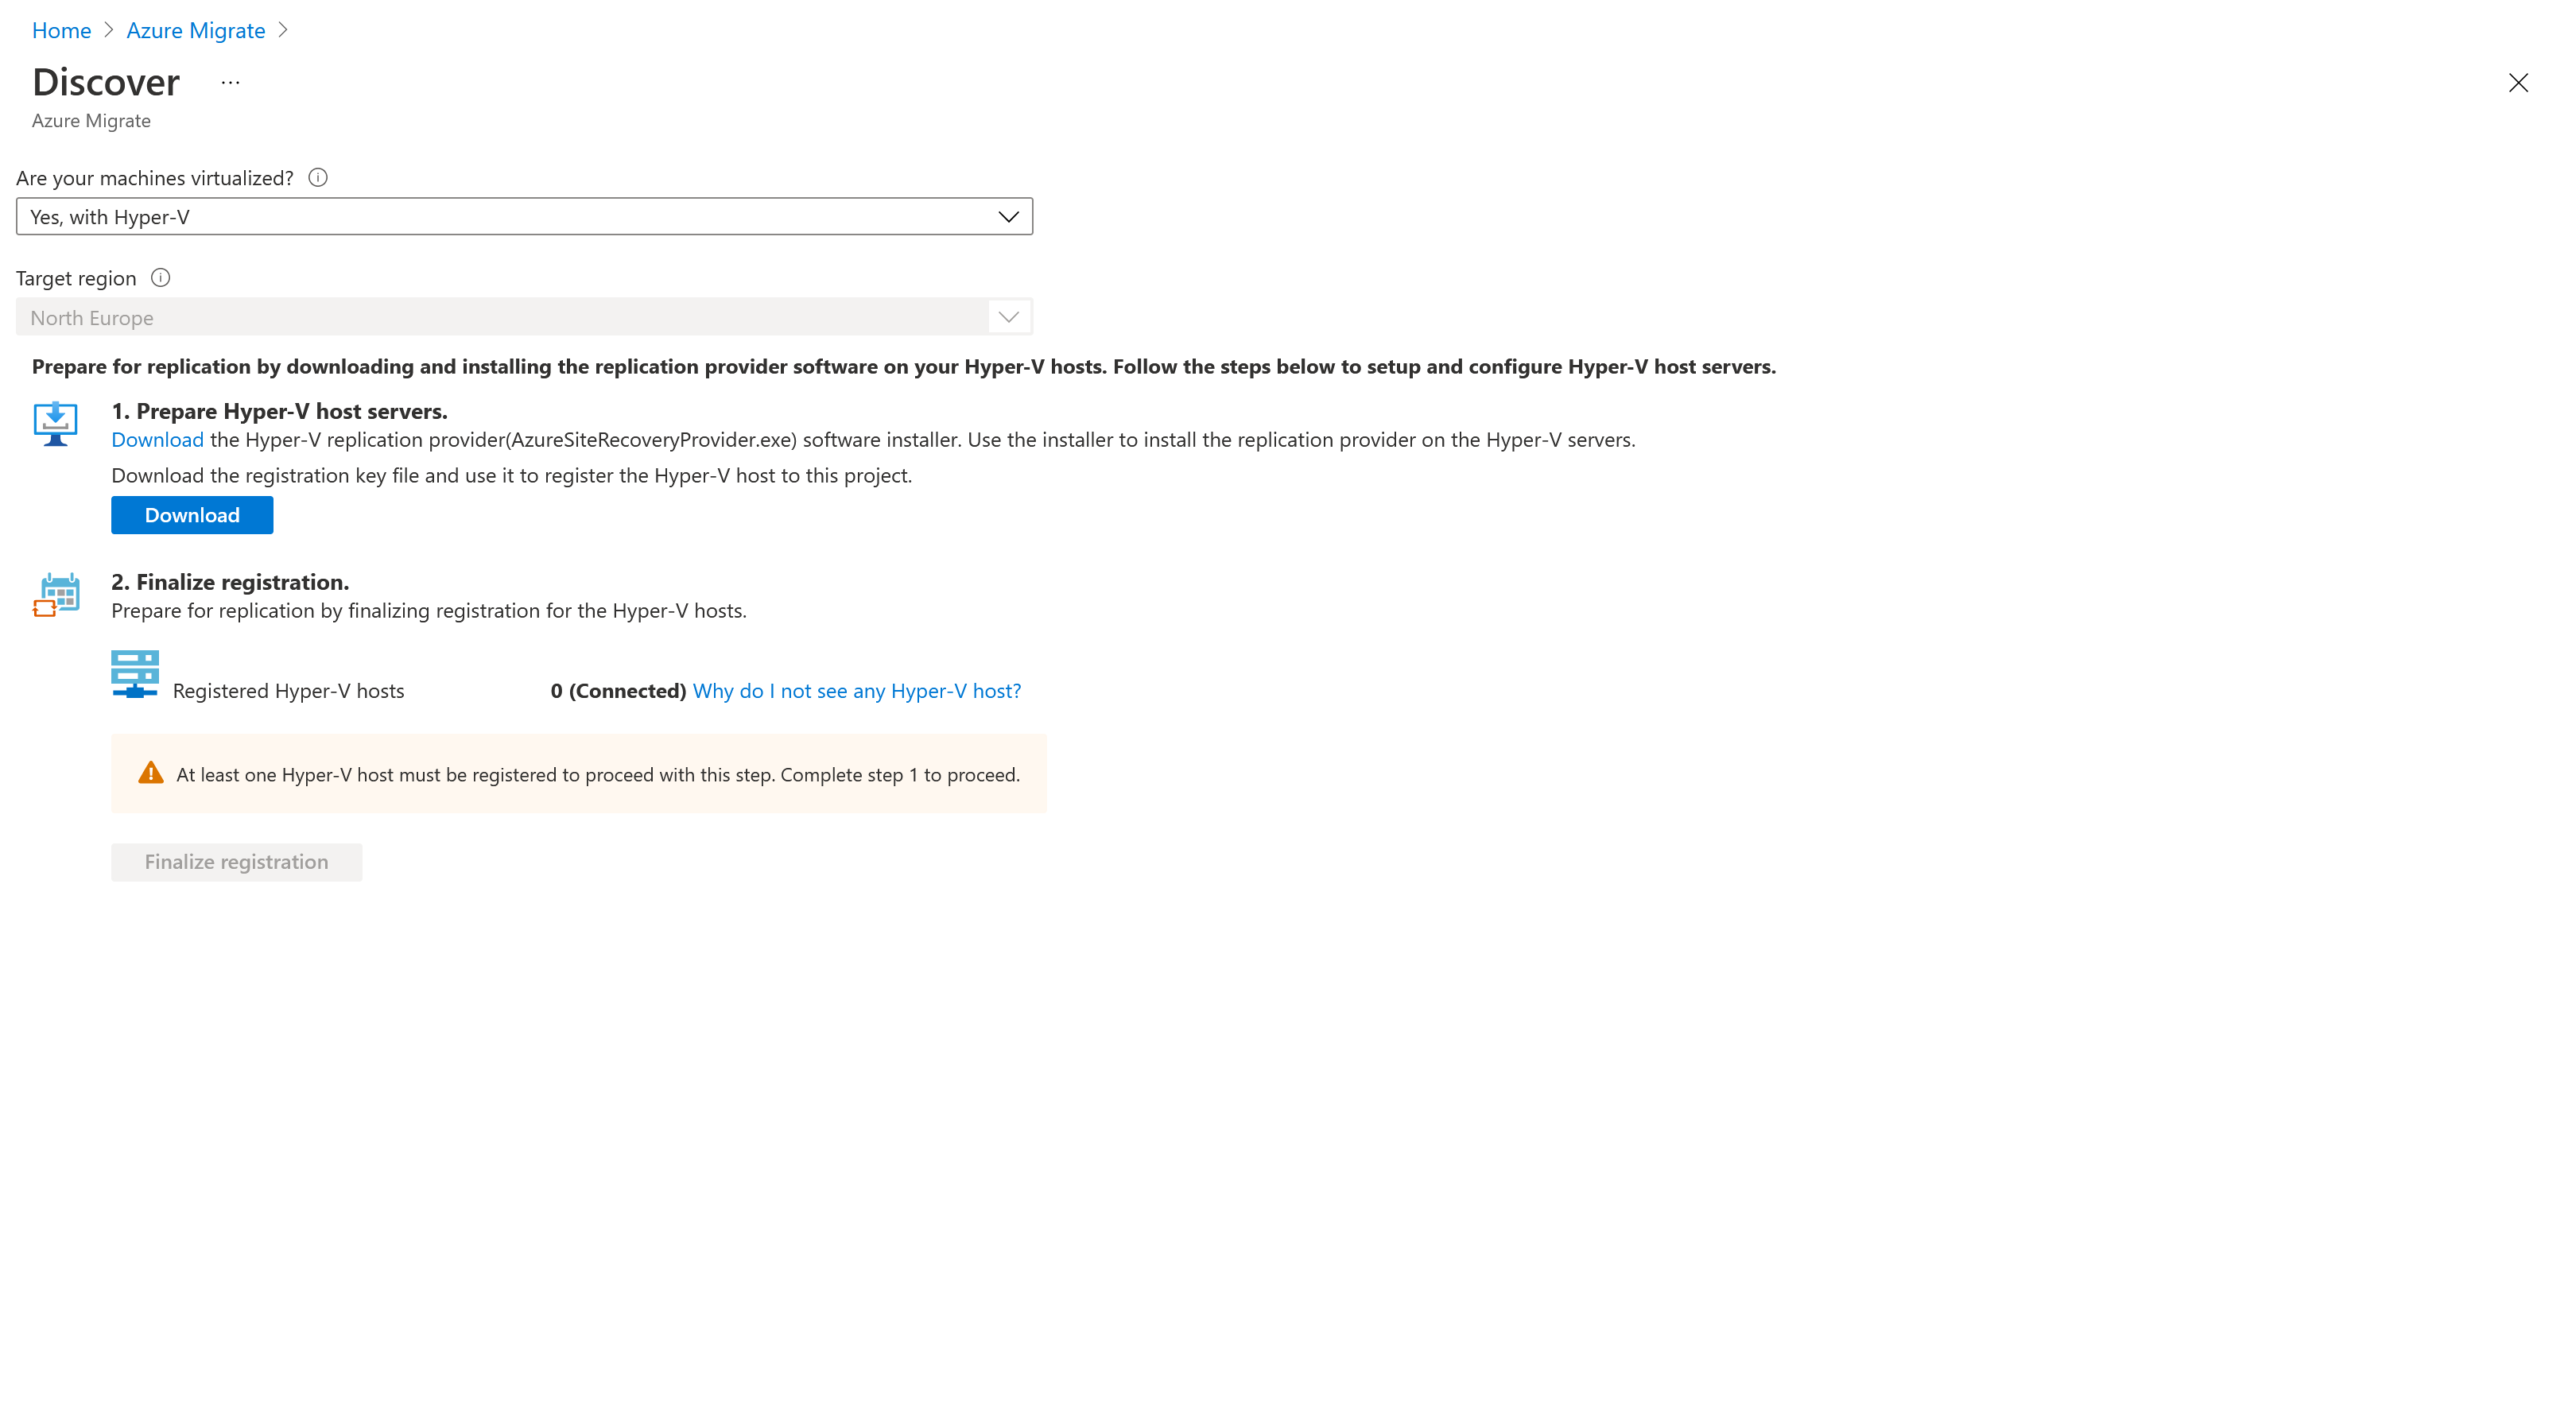 Home > Azure Migrate >
Discover ...
Azure Migrate
Are your machines virtualized?
Yes, with Hyper-V
Target region
North Europe
Prepare for replication by downloading and installing the replication provider software on your Hyper-V hosts. Follow the steps below to setup and configure Hyper-V host servers.
1. Prepare Hyper-V host servers.
Download the Hyper-V replication provider(AzureSiteRecoveryProvider.exe) software installer. Use the installer to install the replication provider on the Hyper-V servers.
Download the registration key file and use it to register the Hyper-V host to this project.
Download
2. Finalize registration.
Prepare for replication by finalizing registration for the Hyper-V hosts.
Registered Hyper-V hosts 0 (Connected) Why do I not see any Hyper-V host?
At least one Hyper-V host must be registered to proceed with this step. Complete step 1 to proceed.
Finalize registration